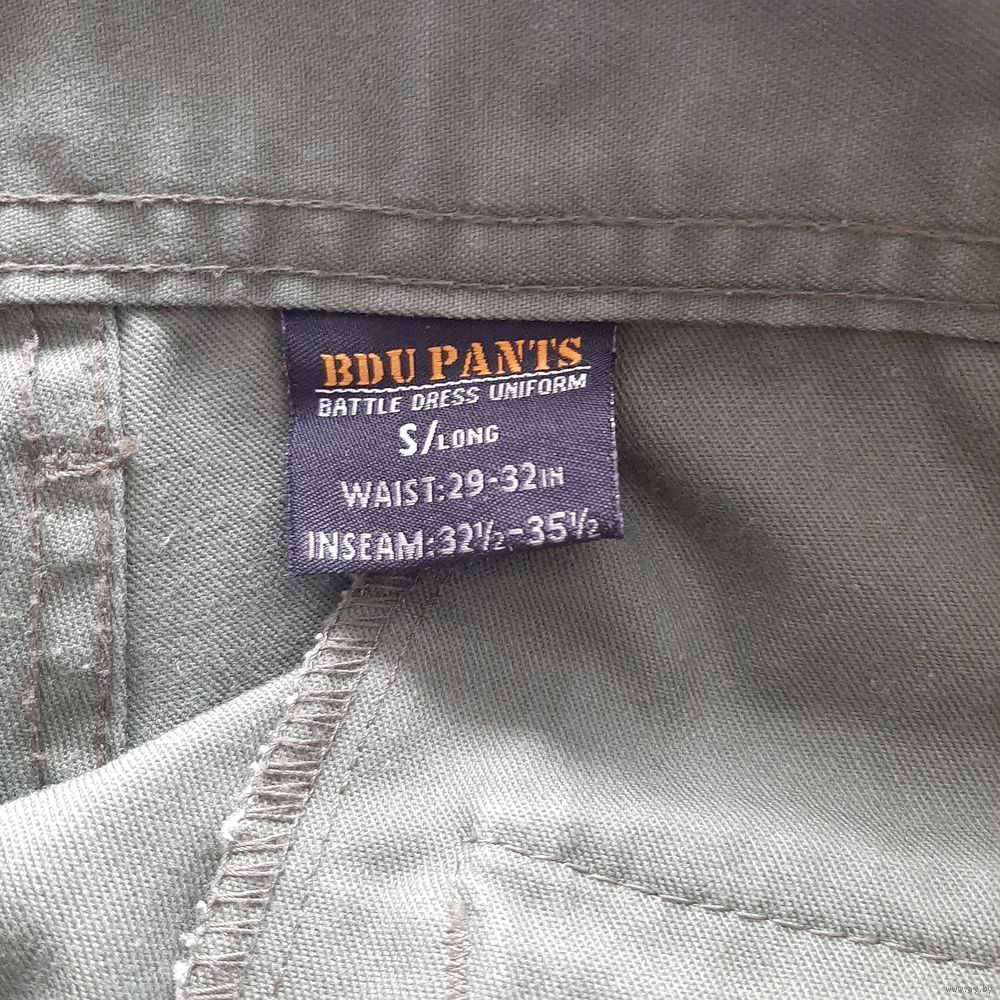 BDU PANTS
BATTLE DRESS UNIFORM
S/LONG
WAIST:29-32IN
INSEAM:32½-35½